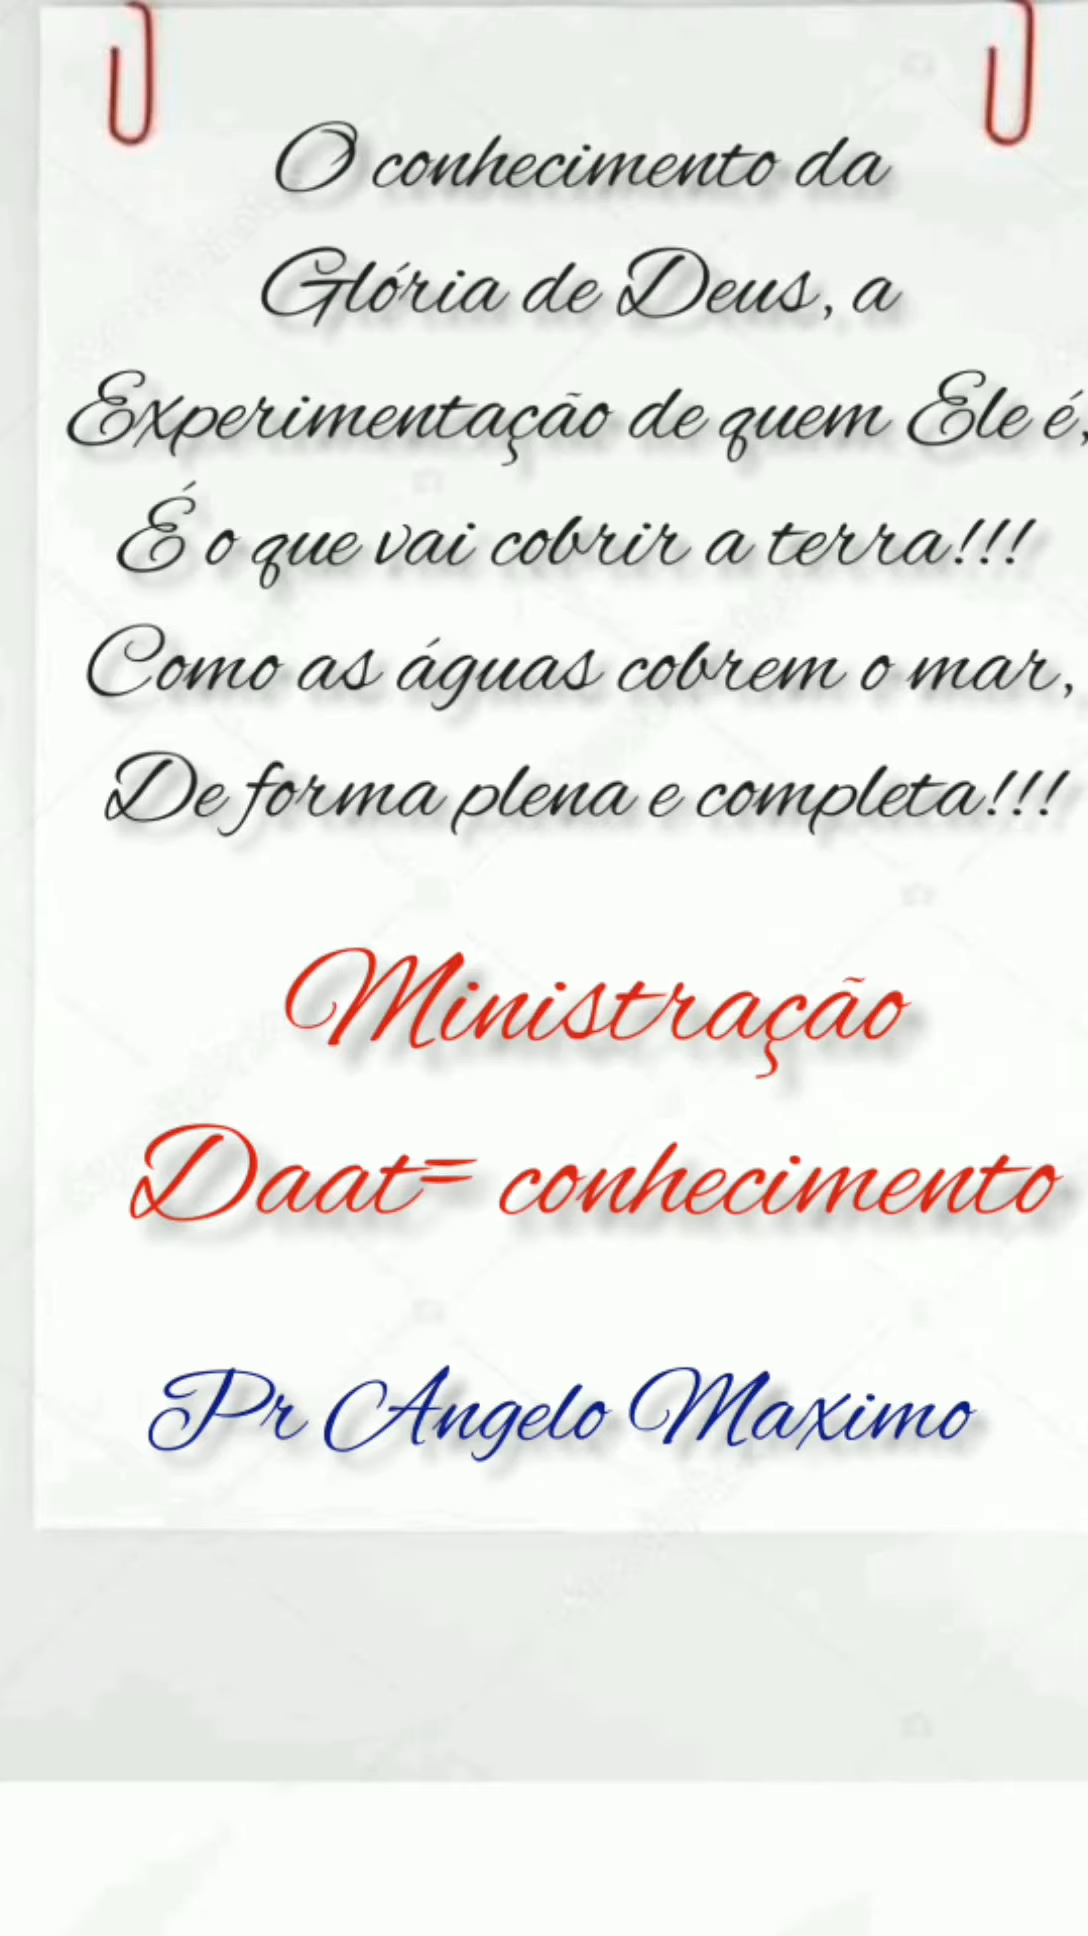 O conhecimento da
Glória de Deus, a
Experimentação de quem Ele é,
É o que vai cobrir a terra!!!
Como as águas cobrem o mar,
De forma plena e completa!!!
Ministração
Daat= conhecimento
Pr Angelo Maximo